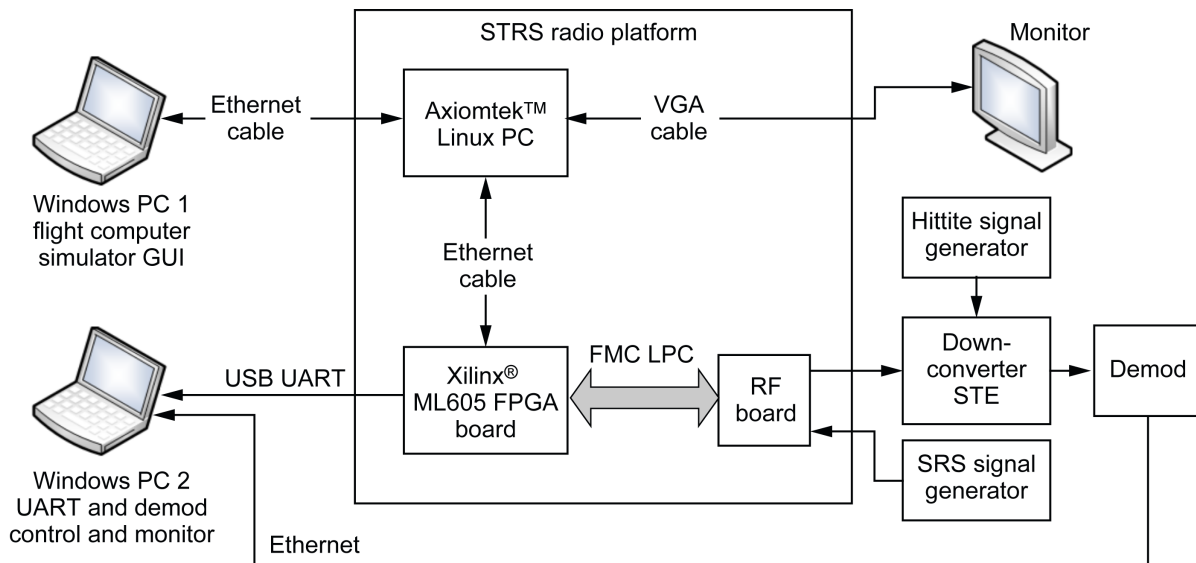 STRS radio platform
Monitor
Ethernet
cable
Axiomtek™
Linux PC
VGA
cable
Windows PC 1
flight computer
simulator GUI
Ethernet
cable
Hittite signal
generator
USB UART
Xilinx®
ML605 FPGA
board
FMC LPC
RF
board
Down-
converter
STE
Demod
SRS signal
generator
Windows PC 2
UART and demod
control and monitor
Ethernet